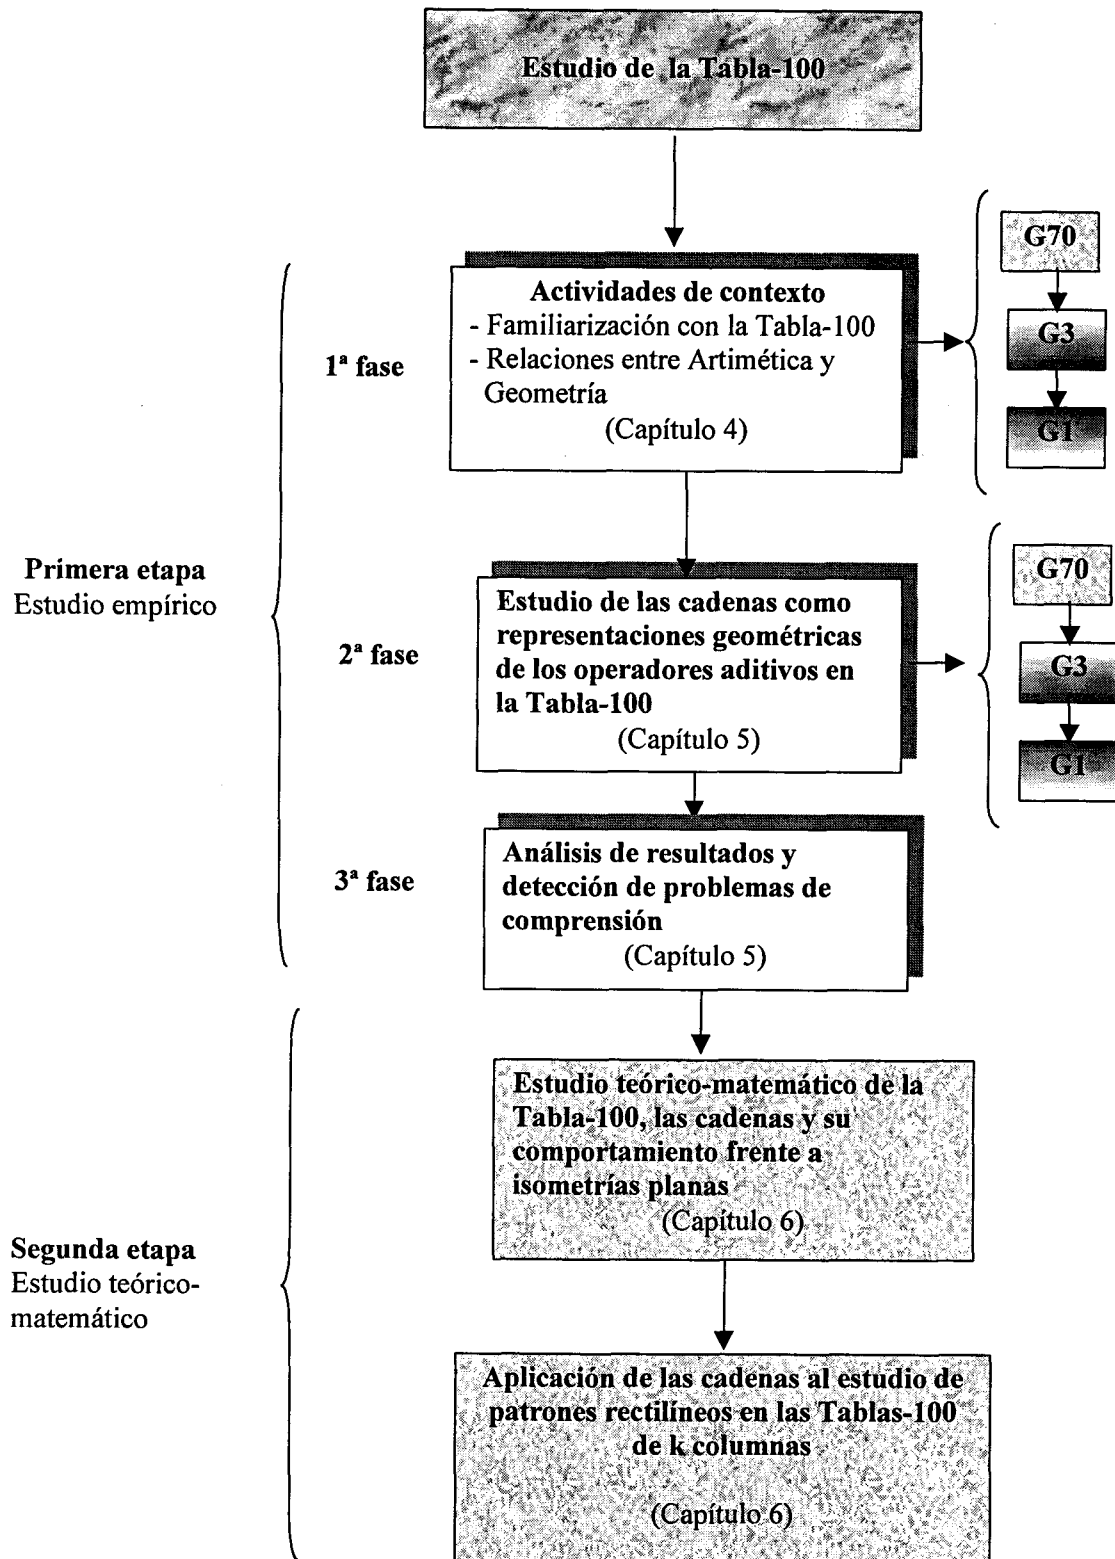 Estudio de la Tabla-100
Actividades de contexto
- Familiarización con la Tabla-100
- Relaciones entre Artimética y
Geometría
(Capítulo 4)
1ª fase
G70
G3
G1
Primera etapa
Estudio empírico
2ª fase
Estudio de las cadenas como
representaciones geométricas
de los operadores aditivos en
la Tabla-100
(Capítulo 5)
G70
G3
G1
3ª fase
Análisis de resultados y
detección de problemas de
comprensión
(Capítulo 5)
Segunda etapa
Estudio teórico-
matemático
Estudio teórico-matemático de la
Tabla-100, las cadenas y su
comportamiento frente a
isometrías planas
(Capítulo 6)
Aplicación de las cadenas al estudio de
patrones rectilíneos en las Tablas-100
de k columnas
(Capítulo 6)